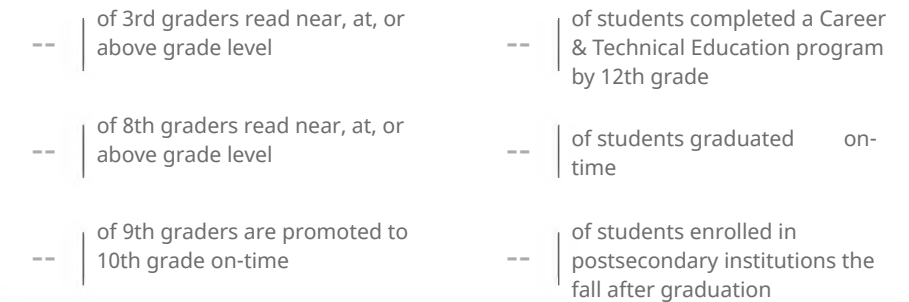 --
of 3rd graders read near, at, or
above grade level
--
of 8th graders read near, at, or
above grade level
--
of 9th graders are promoted to
10th grade on-time
--
of students completed a Career
& Technical Education program
by 12th grade
--
of students graduated on-
time
--
of students enrolled in
postsecondary institutions the
fall after graduation